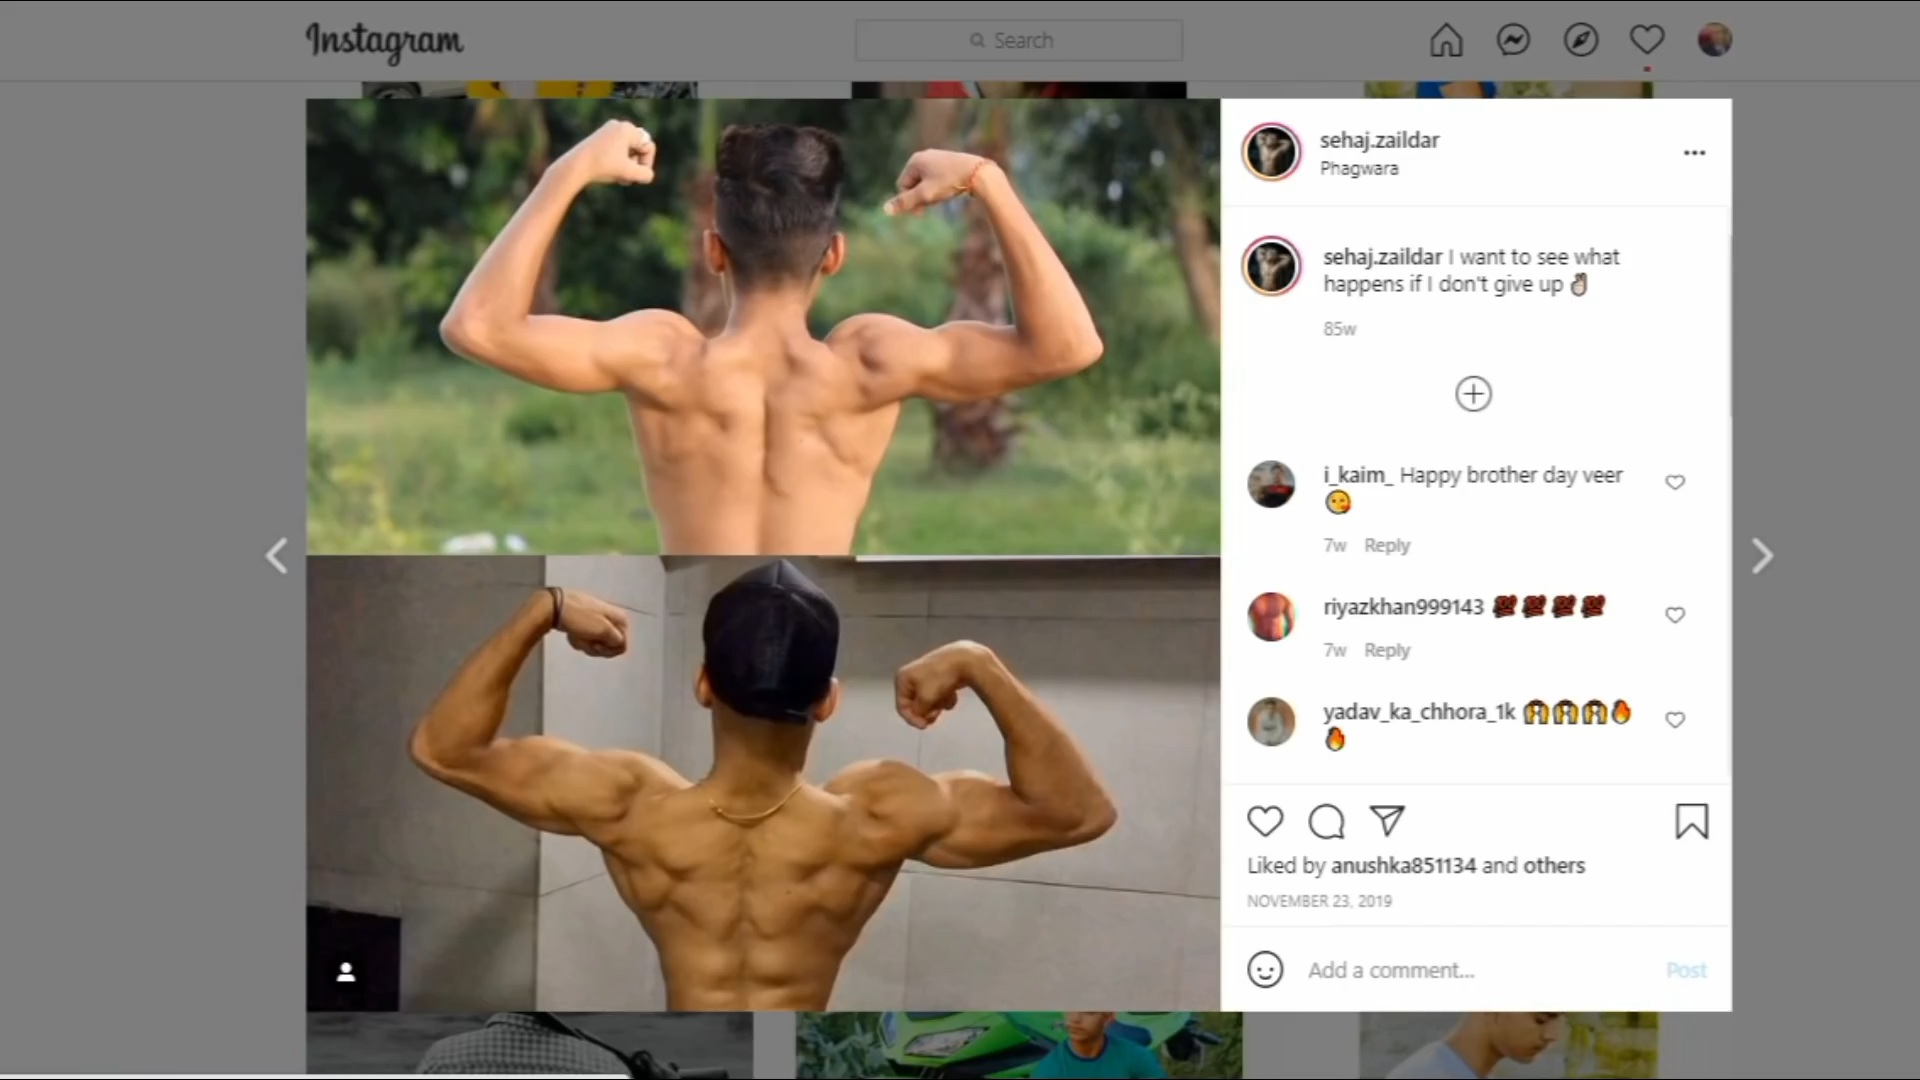 Instagram
Search
sehaj.zaildar
Phagwara
sehaj.zaildar I want to see what
happens if I don't give up ✌🏻
85w
i_kaim_ Happy brother day veer
😘
7w Reply
riyazkhan999143 💯💯💯💯
7w Reply
yadav_ka_chhora_1k 🙌🙌🙌🔥
🔥
Liked by anushka851134 and others
NOVEMBER 23, 2019
Add a comment...
Post